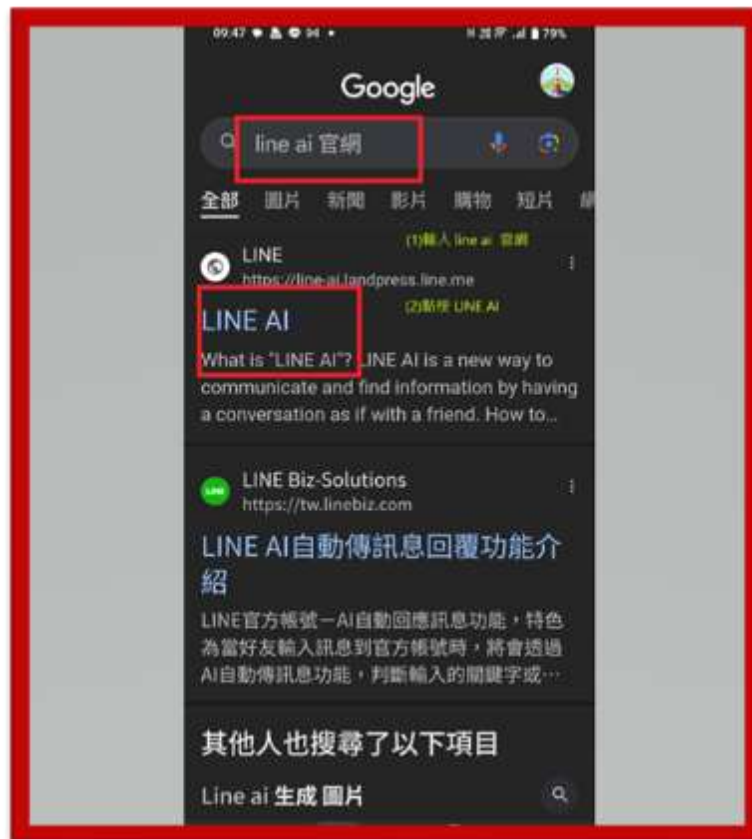 09:47
79%
Google
line ai 官網
全部 圖片 新聞 影片 購物 短片
(1)輸入 line ai 官網
LINE
https://line-ai.landpress.line.me
(2)點按 LINE AI
LINE AI
What is "LINE AI"? LINE AI is a new way to
communicate and find information by having
a conversation as if with a friend. How to...
LINE Biz-Solutions
https://tw.linebiz.com
LINE AI自動傳訊息回覆功能介
紹
LINE官方帳號－AI自動回應訊息功能，特色
為當好友輸入訊息到官方帳號時，將會透過
AI自動傳訊息功能，判斷輸入的關鍵字或⋯
其他人也搜尋了以下項目
Line ai 生成 圖片